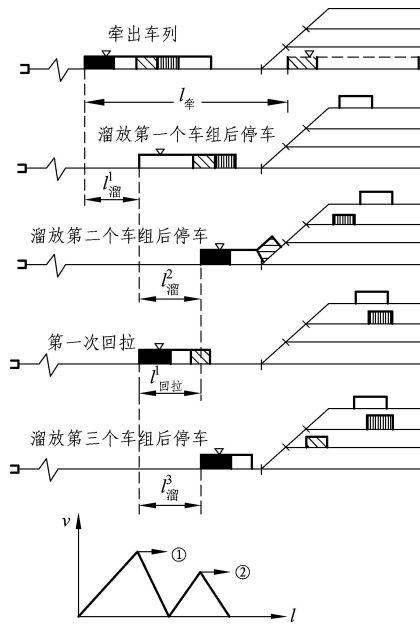 牵出车列
l牵
溜放第一个车组后停车
l¹溜
溜放第二个车组后停车
l²溜
第一次回拉
l¹回拉
溜放第三个车组后停车
l³溜
v
①
②
l